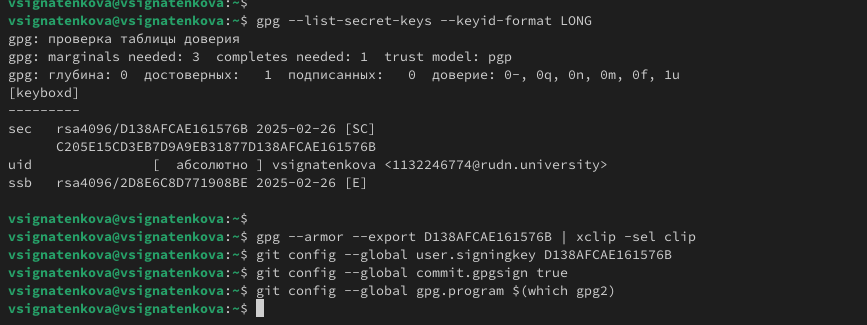 vsignatenkova@vsignatenkova:~$
vsignatenkova@vsignatenkova:~$ gpg --list-secret-keys --keyid-format LONG
gpg: проверка таблицы доверия
gpg: marginals needed: 3  completes needed: 1  trust model: pgp
gpg: глубина: 0  достоверных:   1  подписанных:   0  доверие: 0-, 0q, 0n, 0m, 0f, 1u
[keyboxd]
---------
sec   rsa4096/D138AFCAE161576B 2025-02-26 [SC]
      C205E15CD3EB7D9A9EB31877D138AFCAE161576B
uid               [  абсолютно ] vsignatenkova <1132246774@rudn.university>
ssb   rsa4096/2D8E6C8D771908BE 2025-02-26 [E]
vsignatenkova@vsignatenkova:~$
vsignatenkova@vsignatenkova:~$ gpg --armor --export D138AFCAE161576B | xclip -sel clip
vsignatenkova@vsignatenkova:~$ git config --global user.signingkey D138AFCAE161576B
vsignatenkova@vsignatenkova:~$ git config --global commit.gpgsign true
vsignatenkova@vsignatenkova:~$ git config --global gpg.program $(which gpg2)
vsignatenkova@vsignatenkova:~$